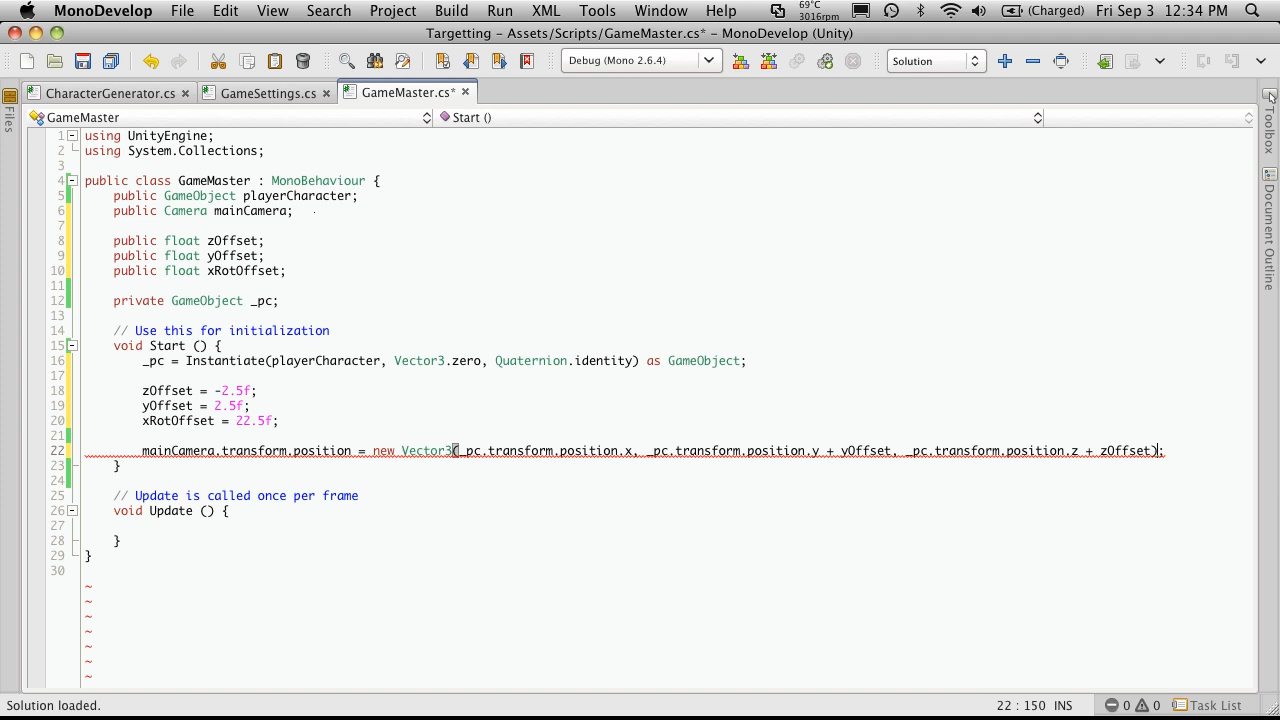 MonoDevelop File Edit View Search Project Build Run XML Tools Window Help 69°C 3016rpm (Charged) Fri Sep 3 12:34 PM
Targetting - Assets/Scripts/GameMaster.cs* - MonoDevelop (Unity)
Debug (Mono 2.6.4) Solution
CharacterGenerator.cs GameSettings.cs GameMaster.cs*
GameMaster Start ()
Files
Toolbox
Document Outline
1 using UnityEngine;
2 using System.Collections;
3
4 public class GameMaster : MonoBehaviour {
5 public GameObject playerCharacter;
6 public Camera mainCamera;
7
8 public float zOffset;
9 public float yOffset;
10 public float xRotOffset;
11
12 private GameObject _pc;
13
14 // Use this for initialization
15 void Start () {
16 _pc = Instantiate(playerCharacter, Vector3.zero, Quaternion.identity) as GameObject;
17
18 zOffset = -2.5f;
19 yOffset = 2.5f;
20 xRotOffset = 22.5f;
21
22 mainCamera.transform.position = new Vector3(_pc.transform.position.x, _pc.transform.position.y + yOffset, _pc.transform.position.z + zOffset);
23 }
24
25 // Update is called once per frame
26 void Update () {
27
28 }
29 }
30
~
~
~
~
~
~
~
Solution loaded. 22 : 150 INS 0 0 Task List